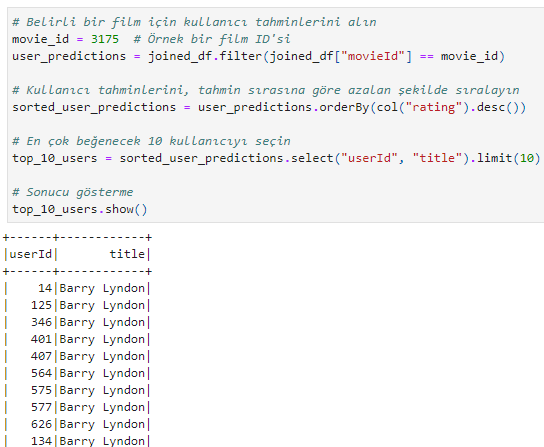 # Belirli bir film için kullanıcı tahminlerini alın
movie_id = 3175  # Örnek bir film ID'si
user_predictions = joined_df.filter(joined_df["movieId"] == movie_id)
# Kullanıcı tahminlerini, tahmin sırasına göre azalan şekilde sıralayın
sorted_user_predictions = user_predictions.orderBy(col("rating").desc())
# En çok beğenecek 10 kullanıcıyı seçin
top_10_users = sorted_user_predictions.select("userId", "title").limit(10)
# Sonucu gösterme
top_10_users.show()
+------+------------+
|userId|       title|
+------+------------+
|    14|Barry Lyndon|
|   125|Barry Lyndon|
|   346|Barry Lyndon|
|   401|Barry Lyndon|
|   407|Barry Lyndon|
|   564|Barry Lyndon|
|   575|Barry Lyndon|
|   577|Barry Lyndon|
|   626|Barry Lyndon|
|   134|Barry Lyndon|